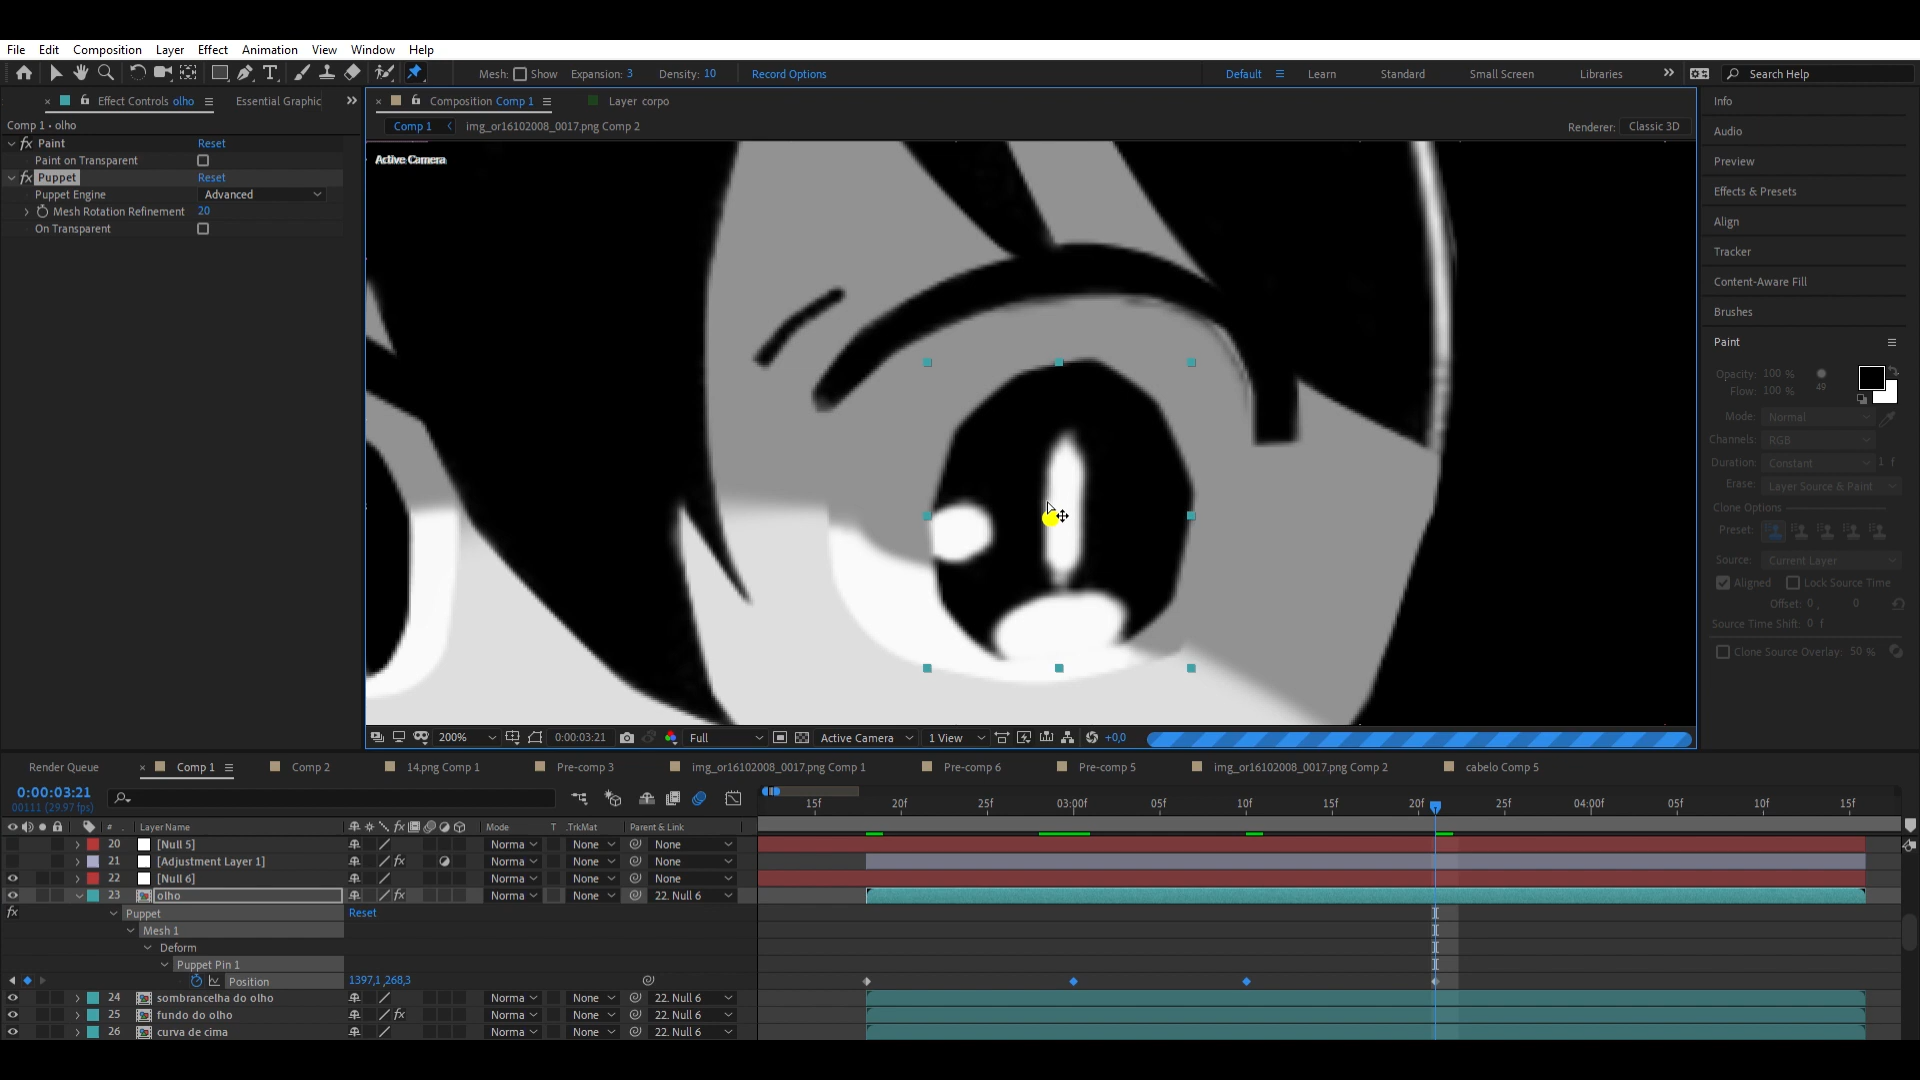 File Edit Composition Layer Effect Animation View Window Help
Mesh: Show Expansion: 3 Density: 10 Record Options Default Learn Standard Small Screen Libraries Search Help
Effect Controls olho Essential Graphic Composition Comp 1 Layer corpo Info
Comp 1 • olho Comp 1 img_or16102008_0017.png Comp 2 Renderer: Classic 3D
Active Camera
Paint Reset
Paint on Transparent
Puppet Reset
Puppet Engine Advanced
Mesh Rotation Refinement 20
On Transparent
Audio
Preview
Effects & Presets
Align
Tracker
Content-Aware Fill
Brushes
Paint
Opacity: 100 %
Flow: 100 % 49
Mode: Normal
Channels: RGB
Duration: Constant 1 f
Erase: Layer Source & Paint
Clone Options
Preset:
Source: Current Layer
Aligned Lock Source Time
Offset: 0 , 0
Source Time Shift: 0 f
Clone Source Overlay: 50 %
200% 0:00:03:21 Full Active Camera 1 View +0,0
Render Queue Comp 1 Comp 2 14.png Comp 1 Pre-comp 3 img_or16102008_0017.png Comp 1 Pre-comp 6 Pre-comp 5 img_or16102008_0017.png Comp 2 cabelo Comp 5
0:00:03:21
00111 (29.97 fps)
15f 20f 25f 03:00f 05f 10f 15f 20f 25f 04:00f 05f 10f 15f
# Layer Name Mode T .TrkMat Parent & Link
20 [Null 5] Norma None None
21 [Adjustment Layer 1] Norma None None
22 [Null 6] Norma None None
23 olho Norma None 22. Null 6
Puppet Reset
Mesh 1
Deform
Puppet Pin 1
Position 1397,1,268,3
24 sombrancelha do olho Norma None 22. Null 6
25 fundo do olho Norma None 22. Null 6
26 curva de cima Norma None 22. Null 6